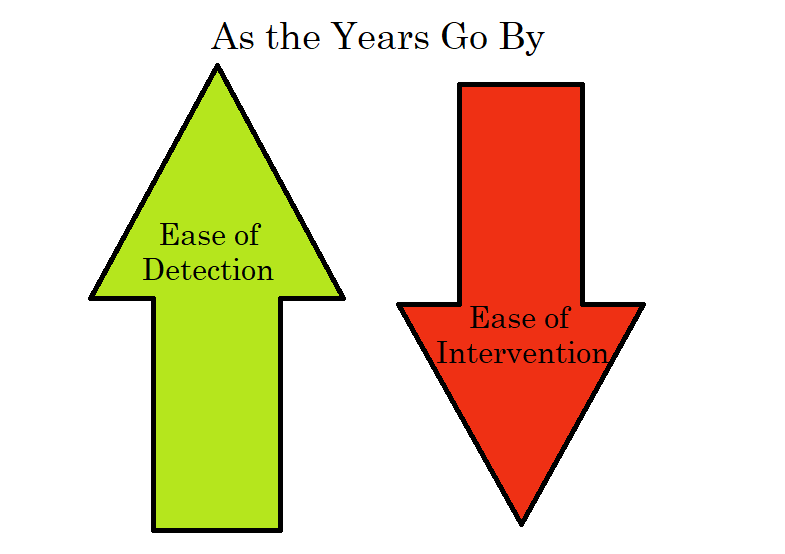 As the Years Go By
Ease of
Detection
Ease of
Intervention